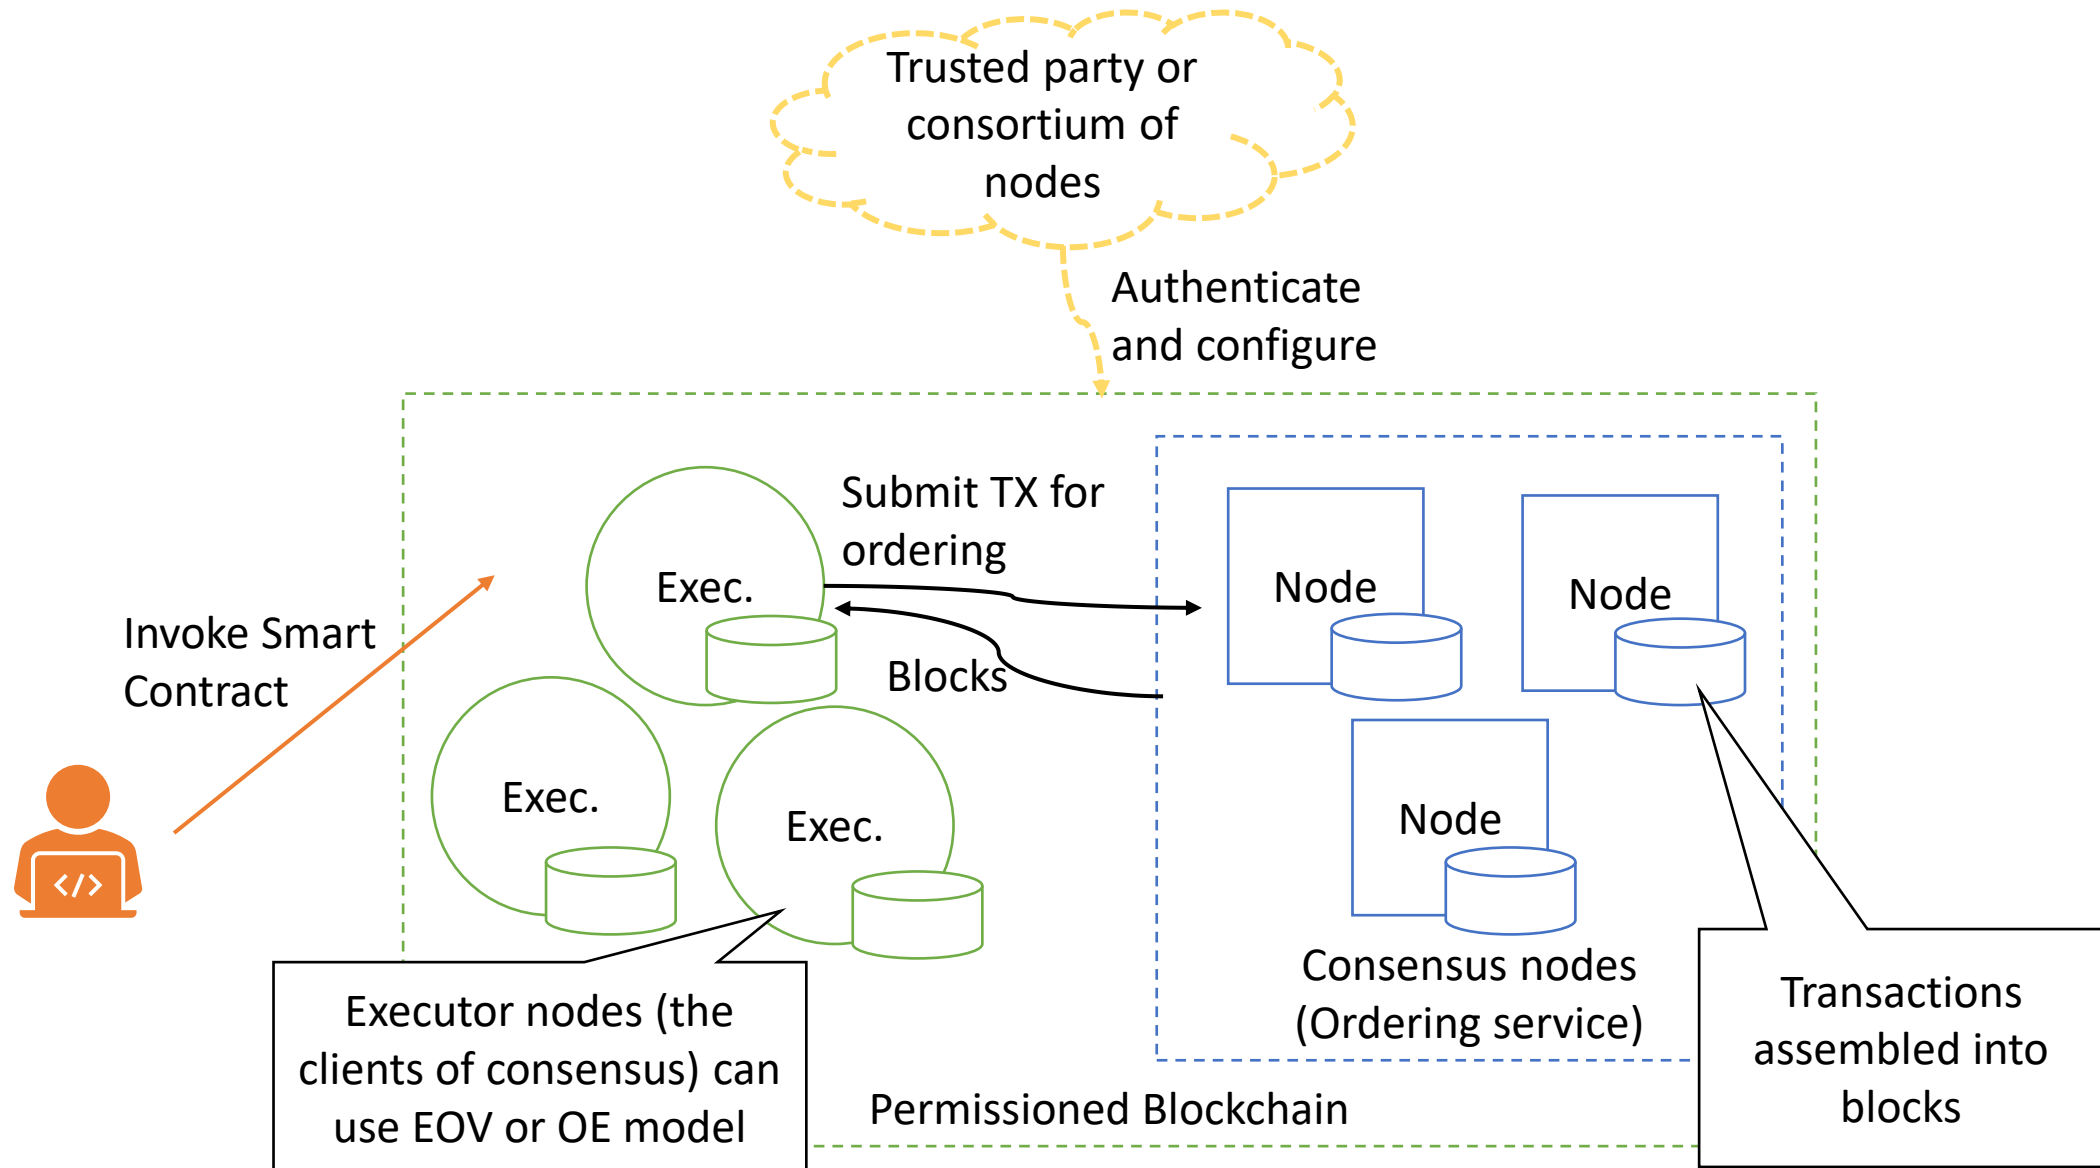 Trusted party or
consortium of
nodes
Authenticate
and configure
Submit TX for
ordering
Exec.
Node
Node
Invoke Smart
Contract
Blocks
Exec.
Exec.
Node
</>
Consensus nodes
(Ordering service)
Executor nodes (the
clients of consensus) can
use EOV or OE model
Transactions
assembled into
blocks
Permissioned Blockchain